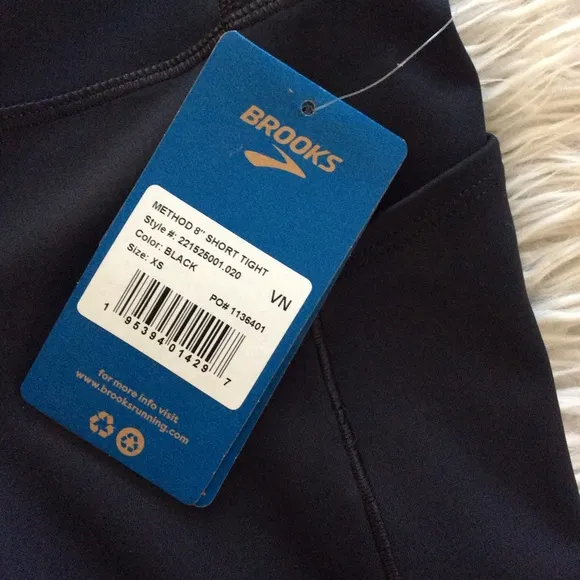 BROOKS
METHOD 8" SHORT TIGHT
Style #: 221525001.020
Color: BLACK
Size: XS
VN
PO# 1136401
1 95394 01429 7
for more info visit
www.brooksrunning.com